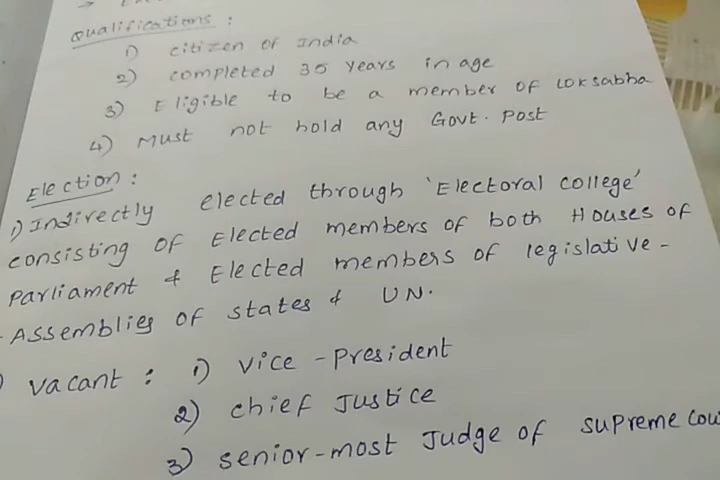 Qualifications :
1) citizen of India
2) completed 35 years in age
3) Eligible to be a member of Loksabha
4) Must not hold any Govt. Post
Election :
1) Indirectly elected through 'Electoral college'
consisting of Elected members of both Houses of
Parliament & Elected members of legislative -
Assemblies of states & UN.
vacant : 1) vice - president
2) chief Justice
3) senior-most Judge of supreme cou